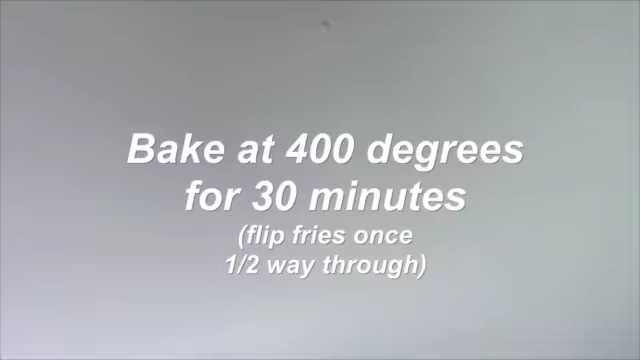 Bake at 400 degrees
for 30 minutes
(flip fries once
1/2 way through)